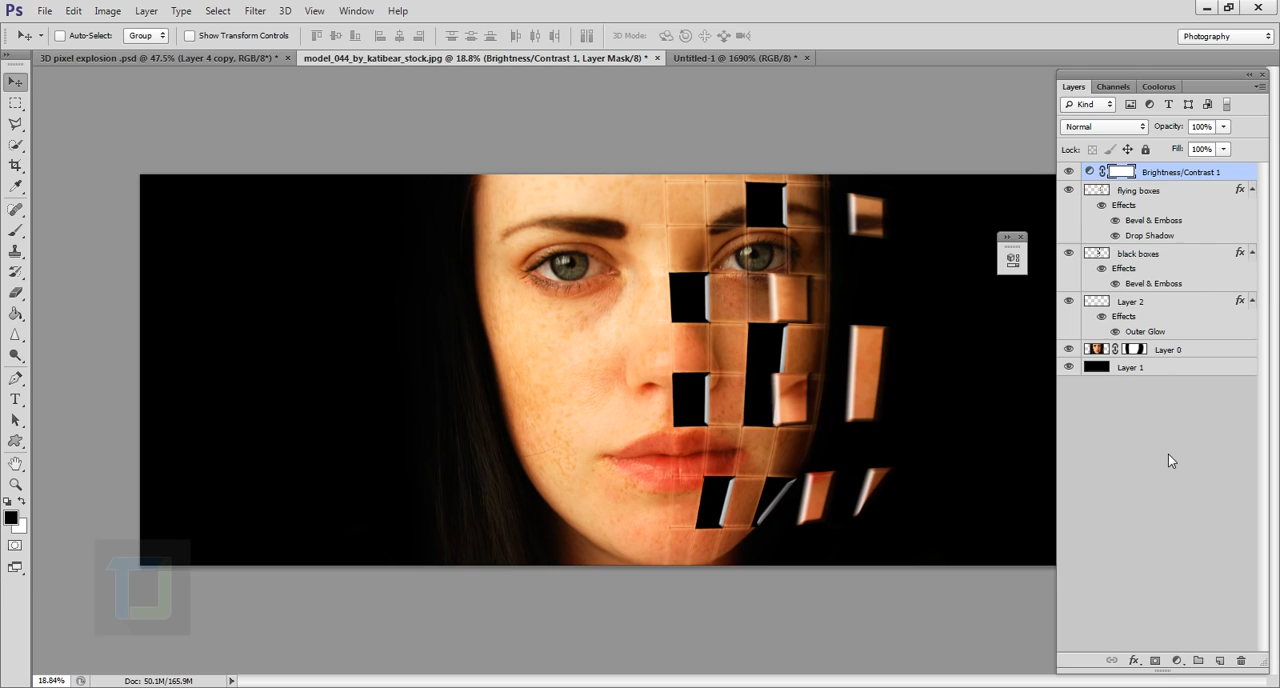 Ps File Edit Image Layer Type Select Filter 3D View Window Help
Auto-Select: Group Show Transform Controls 3D Mode: Photography
3D pixel explosion .psd @ 47.5% (Layer 4 copy, RGB/8*) * × model_044_by_katibear_stock.jpg @ 18.8% (Brightness/Contrast 1, Layer Mask/8) * × Untitled-1 @ 1690% (RGB/8) * ×
Layers Channels Coolorus
Kind
Normal Opacity: 100%
Lock: Fill: 100%
Brightness/Contrast 1
flying boxes fx
Effects
Bevel & Emboss
Drop Shadow
black boxes fx
Effects
Bevel & Emboss
Layer 2 fx
Effects
Outer Glow
Layer 0
Layer 1
18.84% Doc: 50.1M/165.9M